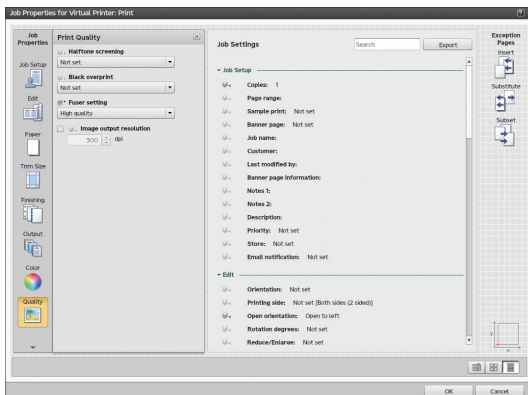 Job Properties for Virtual Printer: Print
Job Properties
Job Setup
Edit
Paper
Trim Size
Finishing
Output
Color
Quality
Print Quality
Halftone screening
Not set
Black overprint
Not set
Fuser setting
High quality
Image output resolution
300 dpi
Job Settings
Search
Export
Job Setup
Copies: 1
Page range:
Sample print: Not set
Banner page: Not set
Job name:
Customer:
Last modified by:
Banner page information:
Notes 1:
Notes 2:
Description:
Priority: Not set
Store: Not set
Email notification: Not set
Edit
Orientation: Not set
Printing side: Not set [Both sides (2 sided)]
Open orientation: Open to left
Rotation degrees: Not set
Reduce/Enlarge: Not set
Exception Pages
Insert
Substitute
Subset
Y
X
OK
Cancel